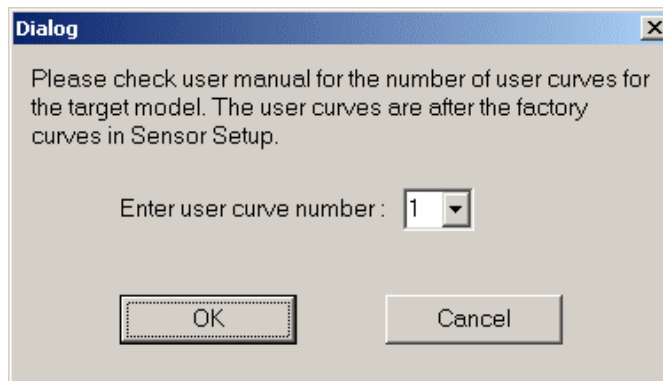 Dialog
Please check user manual for the number of user curves for
the target model. The user curves are after the factory
curves in Sensor Setup.
Enter user curve number : 1
OK Cancel